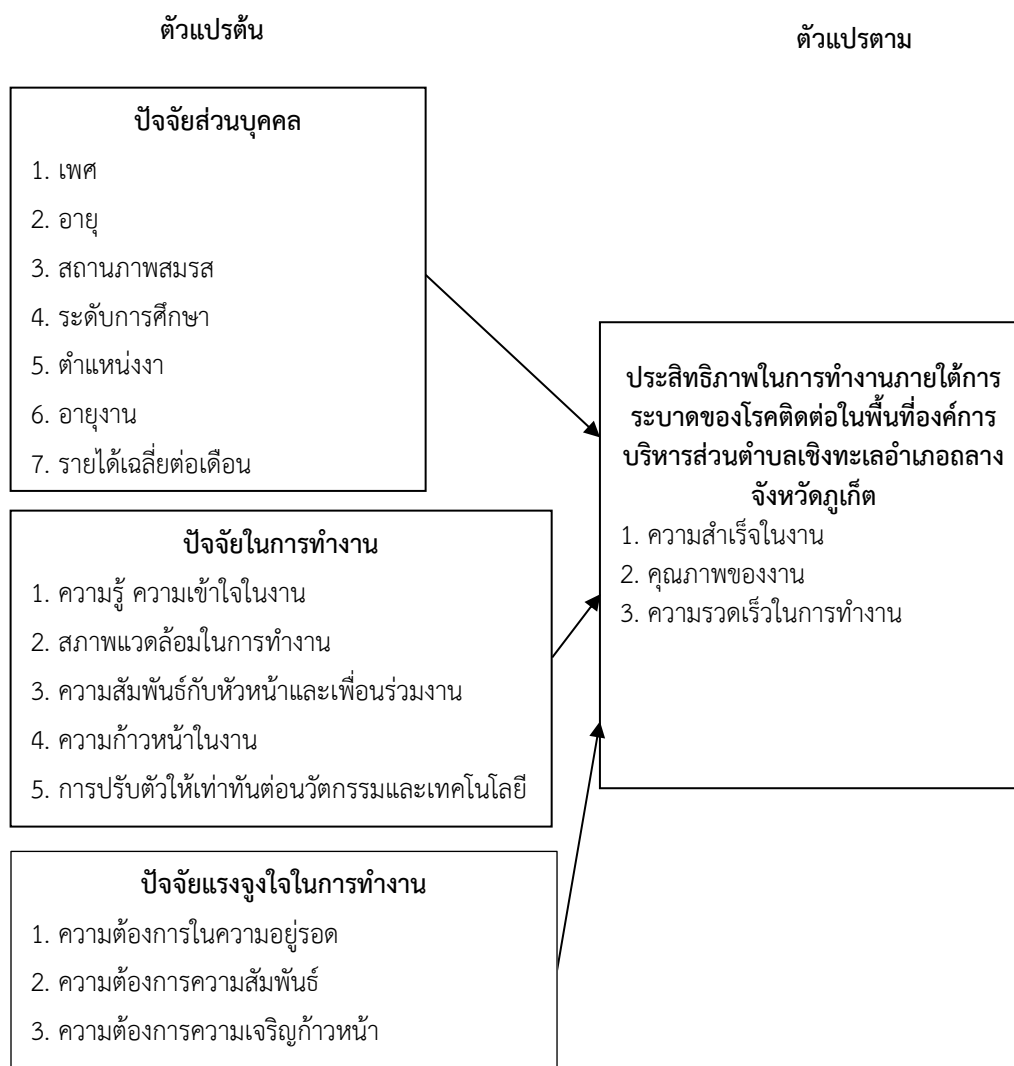 ตัวแปรต้น
ตัวแปรตาม
ปัจจัยส่วนบุคคล
1. เพศ
2. อายุ
3. สถานภาพสมรส
4. ระดับการศึกษา
5. ตำแหน่งงา
6. อายุงาน
7. รายได้เฉลี่ยต่อเดือน
ปัจจัยในการทำงาน
1. ความรู้ ความเข้าใจในงาน
2. สภาพแวดล้อมในการทำงาน
3. ความสัมพันธ์กับหัวหน้าและเพื่อนร่วมงาน
4. ความก้าวหน้าในงาน
5. การปรับตัวให้เท่าทันต่อนวัตกรรมและเทคโนโลยี
ปัจจัยแรงจูงใจในการทำงาน
1. ความต้องการในความอยู่รอด
2. ความต้องการความสัมพันธ์
3. ความต้องการความเจริญก้าวหน้า
ประสิทธิภาพในการทำงานภายใต้การ
ระบาดของโรคติดต่อในพื้นที่องค์การ
บริหารส่วนตำบลเชิงทะเลอำเภอถลาง
จังหวัดภูเก็ต
1. ความสำเร็จในงาน
2. คุณภาพของงาน
3. ความรวดเร็วในการทำงาน